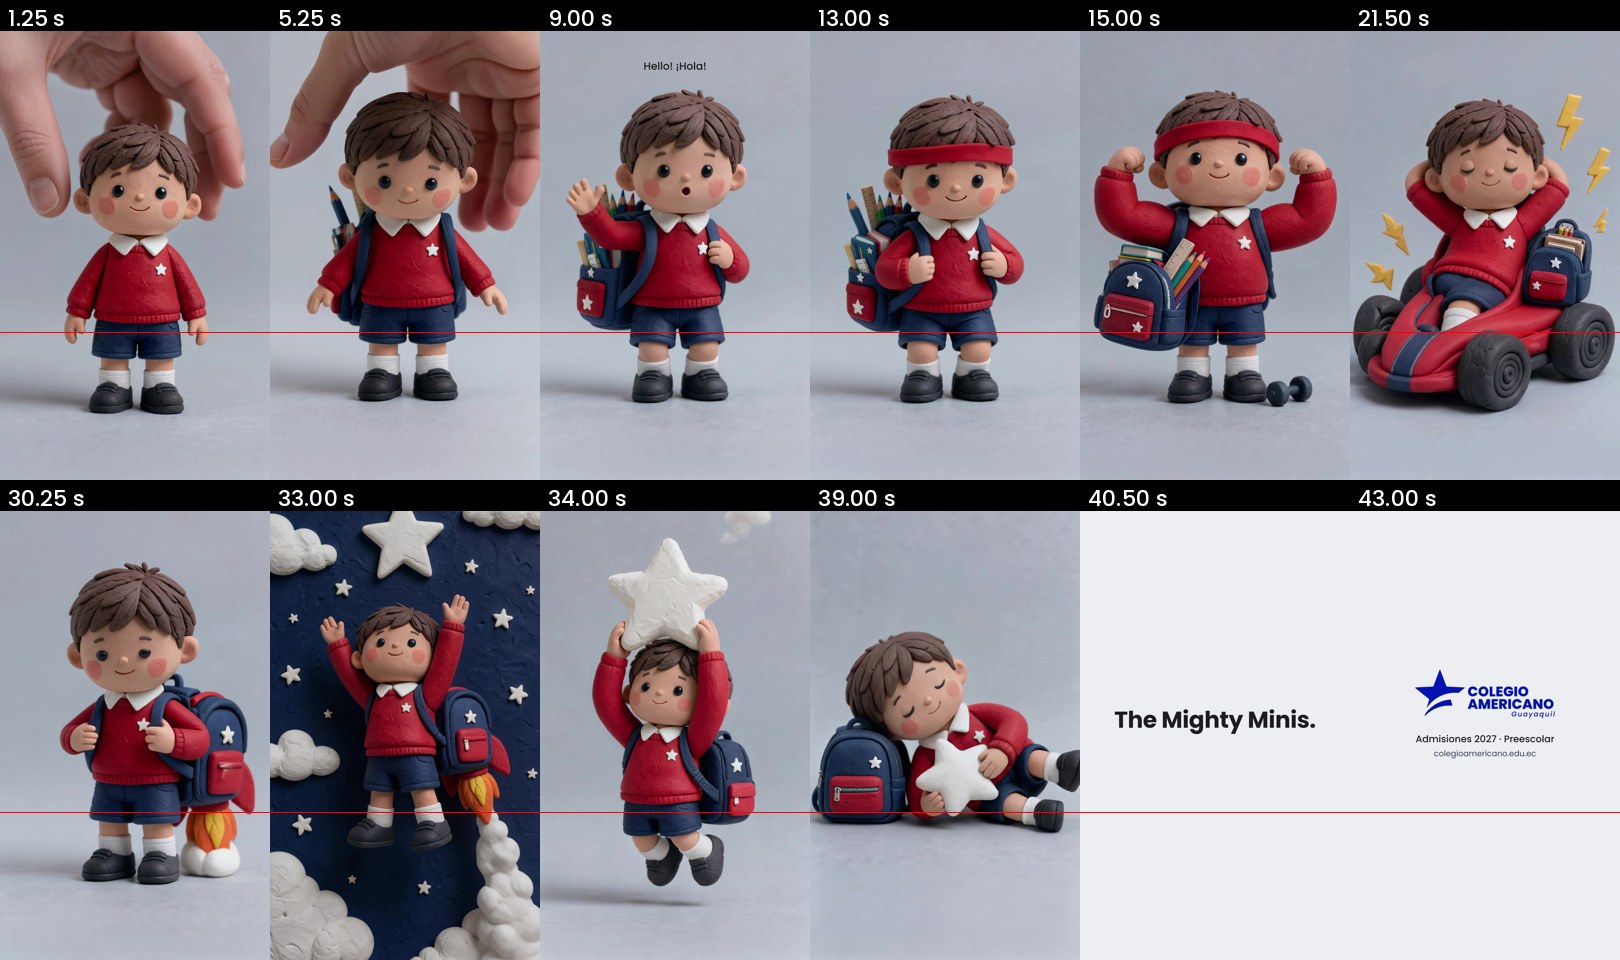 1.25 s
5.25 s
9.00 s
13.00 s
15.00 s
21.50 s
Hello! ¡Hola!
30.25 s
33.00 s
34.00 s
39.00 s
40.50 s
43.00 s
The Mighty Minis.
COLEGIO
AMERICANO
Guayaquil
Admisiones 2027 · Preescolar
colegioamericano.edu.ec